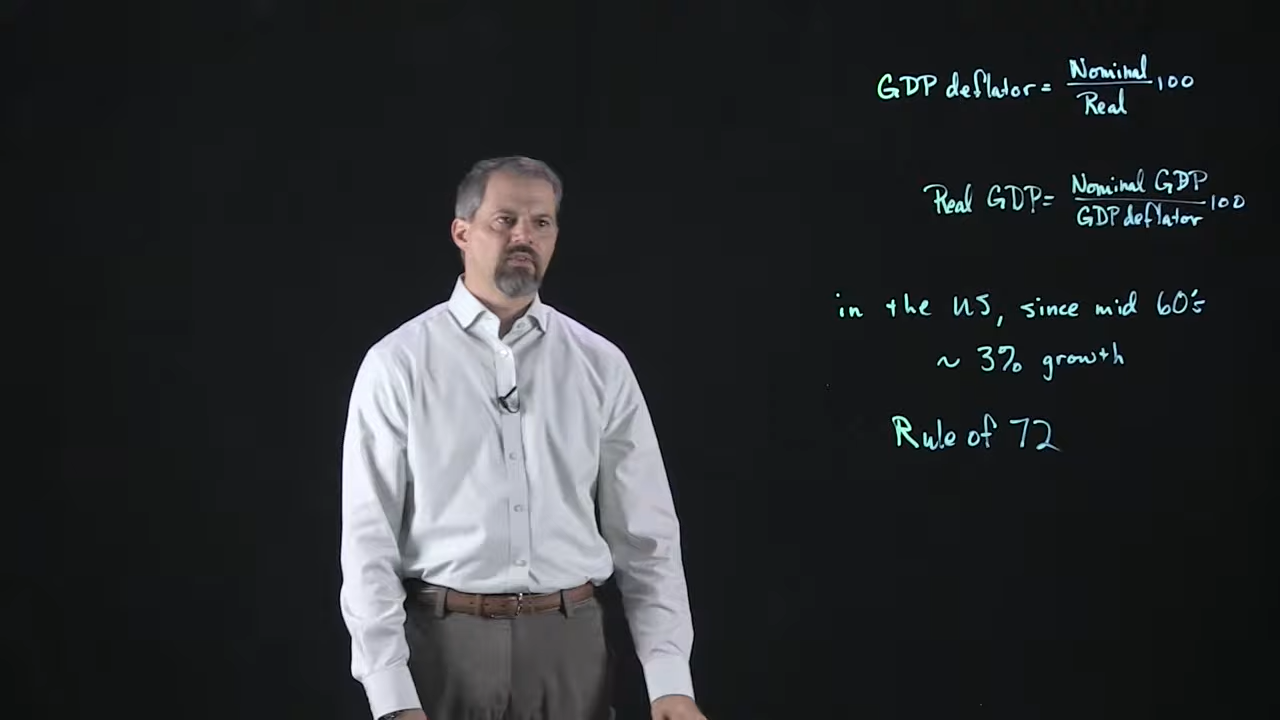 GDP deflator = Nominal / Real 100
Real GDP = Nominal GDP / GDP deflator 100
in the US, since mid 60's
~ 3% growth
Rule of 72